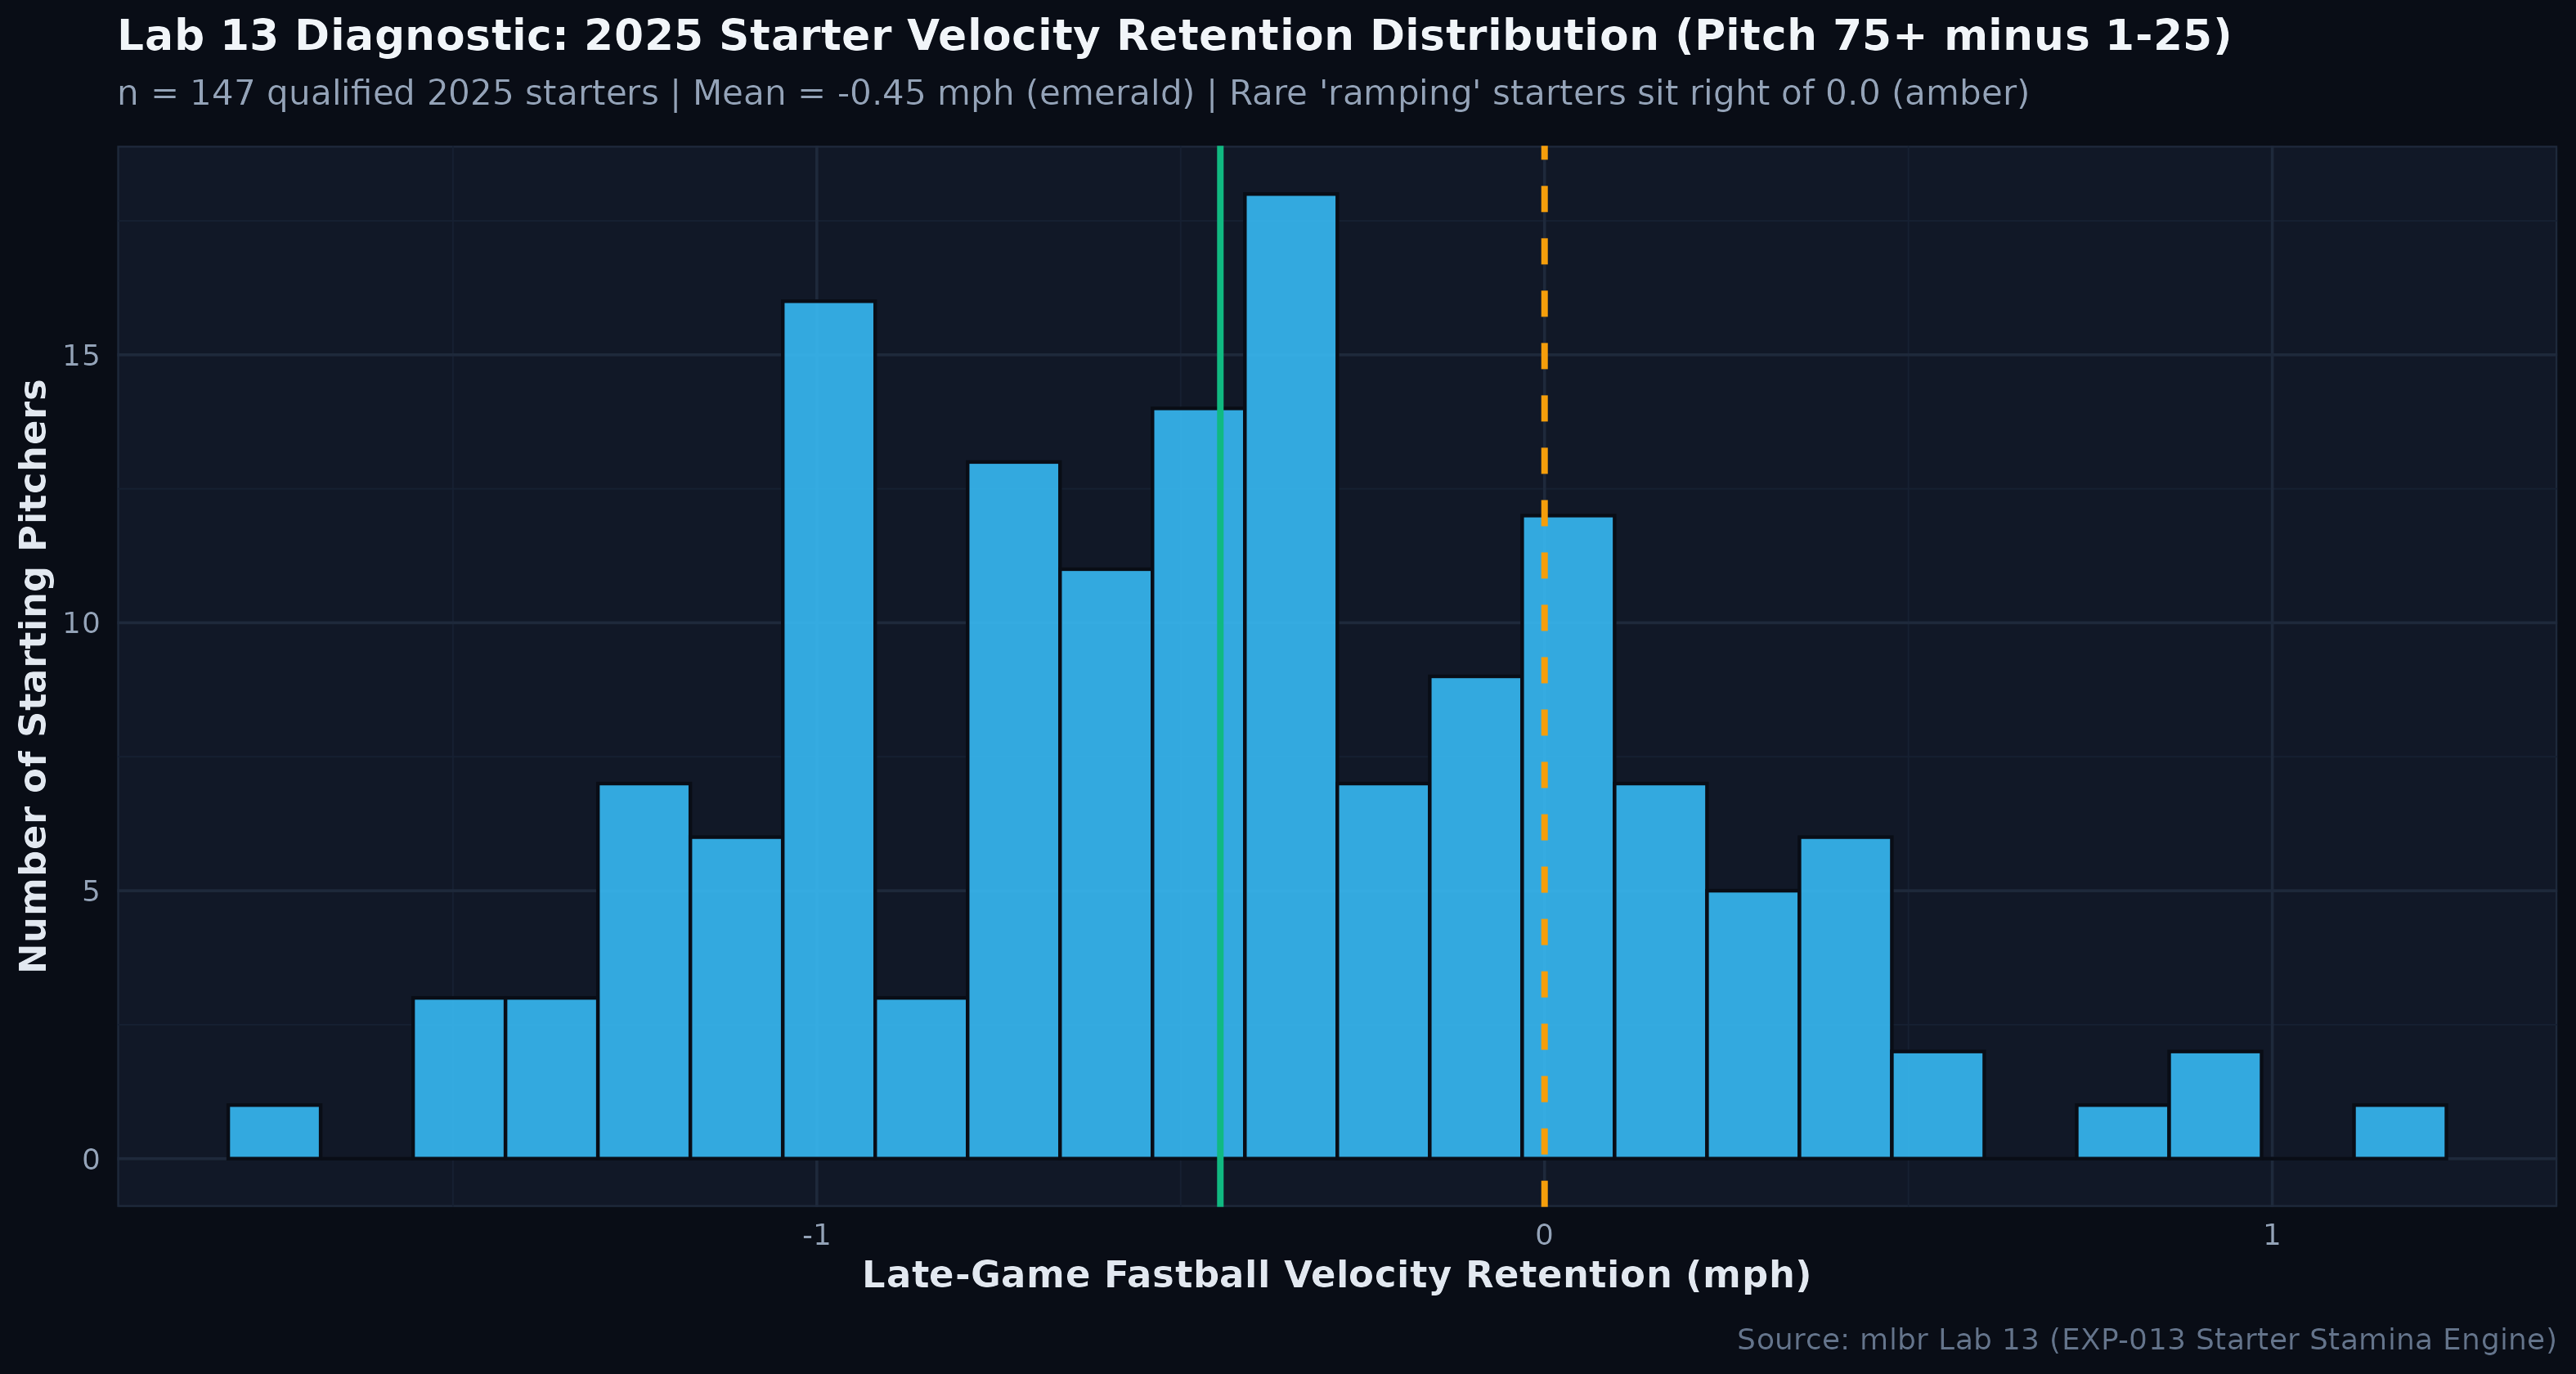 Lab 13 Diagnostic: 2025 Starter Velocity Retention Distribution (Pitch 75+ minus 1-25)
n = 147 qualified 2025 starters | Mean = -0.45 mph (emerald) | Rare 'ramping' starters sit right of 0.0 (amber)
Number of Starting Pitchers
15
10
5
0
-1
0
1
Late-Game Fastball Velocity Retention (mph)
Source: mlbr Lab 13 (EXP-013 Starter Stamina Engine)